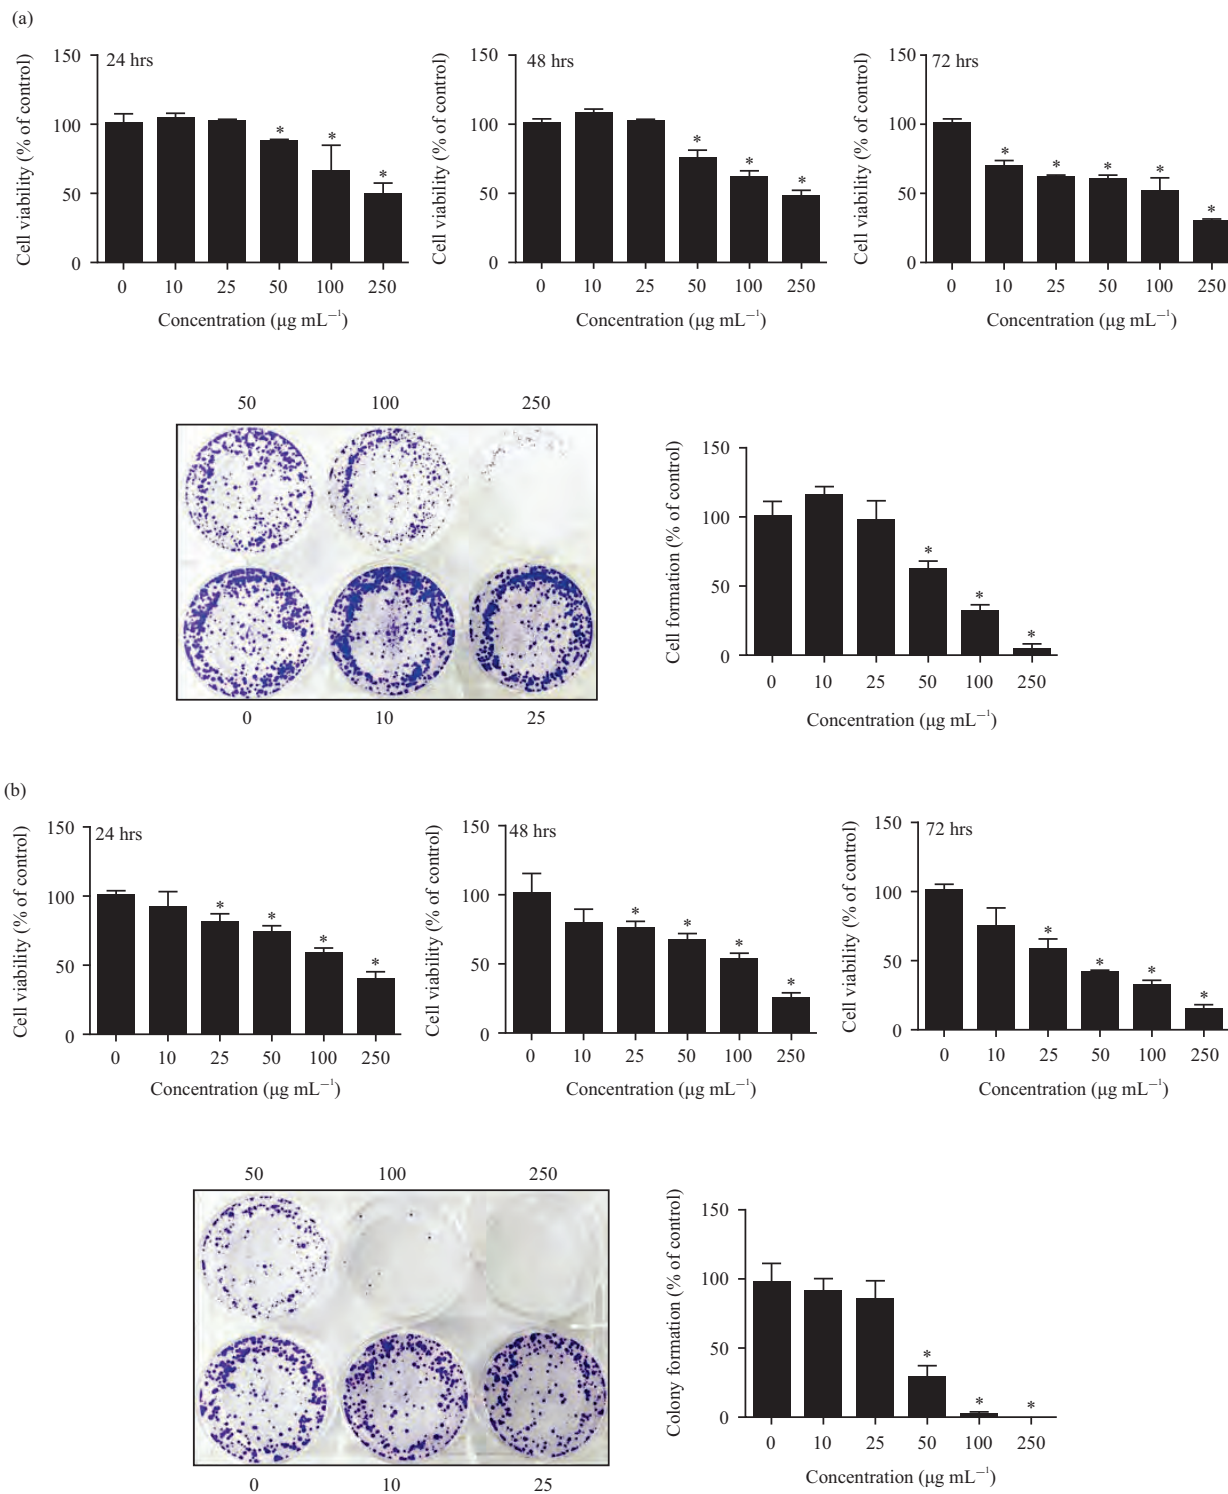 (a)
150
100
50
0
Cell viability (% of control)
24 hrs
*
*
*
0 10 25 50 100 250
Concentration (µg mL⁻¹)
150
100
50
0
Cell viability (% of control)
48 hrs
*
*
*
0 10 25 50 100 250
Concentration (µg mL⁻¹)
150
100
50
0
Cell viability (% of control)
72 hrs
*
*
*
*
*
0 10 25 50 100 250
Concentration (µg mL⁻¹)
50 100 250
0 10 25
150
100
50
0
Cell formation (% of control)
*
*
*
0 10 25 50 100 250
Concentration (µg mL⁻¹)
(b)
150
100
50
0
Cell viability (% of control)
24 hrs
*
*
*
*
0 10 25 50 100 250
Concentration (µg mL⁻¹)
150
100
50
0
Cell viability (% of control)
48 hrs
*
*
*
*
0 10 25 50 100 250
Concentration (µg mL⁻¹)
150
100
50
0
Cell viability (% of control)
72 hrs
*
*
*
*
0 10 25 50 100 250
Concentration (µg mL⁻¹)
50 100 250
0 10 25
150
100
50
0
Colony formation (% of control)
*
*
*
0 10 25 50 100 250
Concentration (µg mL⁻¹)